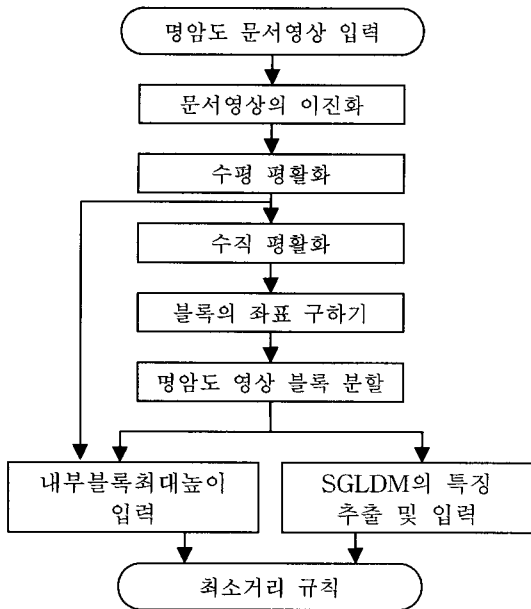 명암도 문서영상 입력
문서영상의 이진화
수평 평활화
수직 평활화
블록의 좌표 구하기
명암도 영상 블록 분할
내부블록최대높이
입력
SGLDM의 특징
추출 및 입력
최소거리 규칙